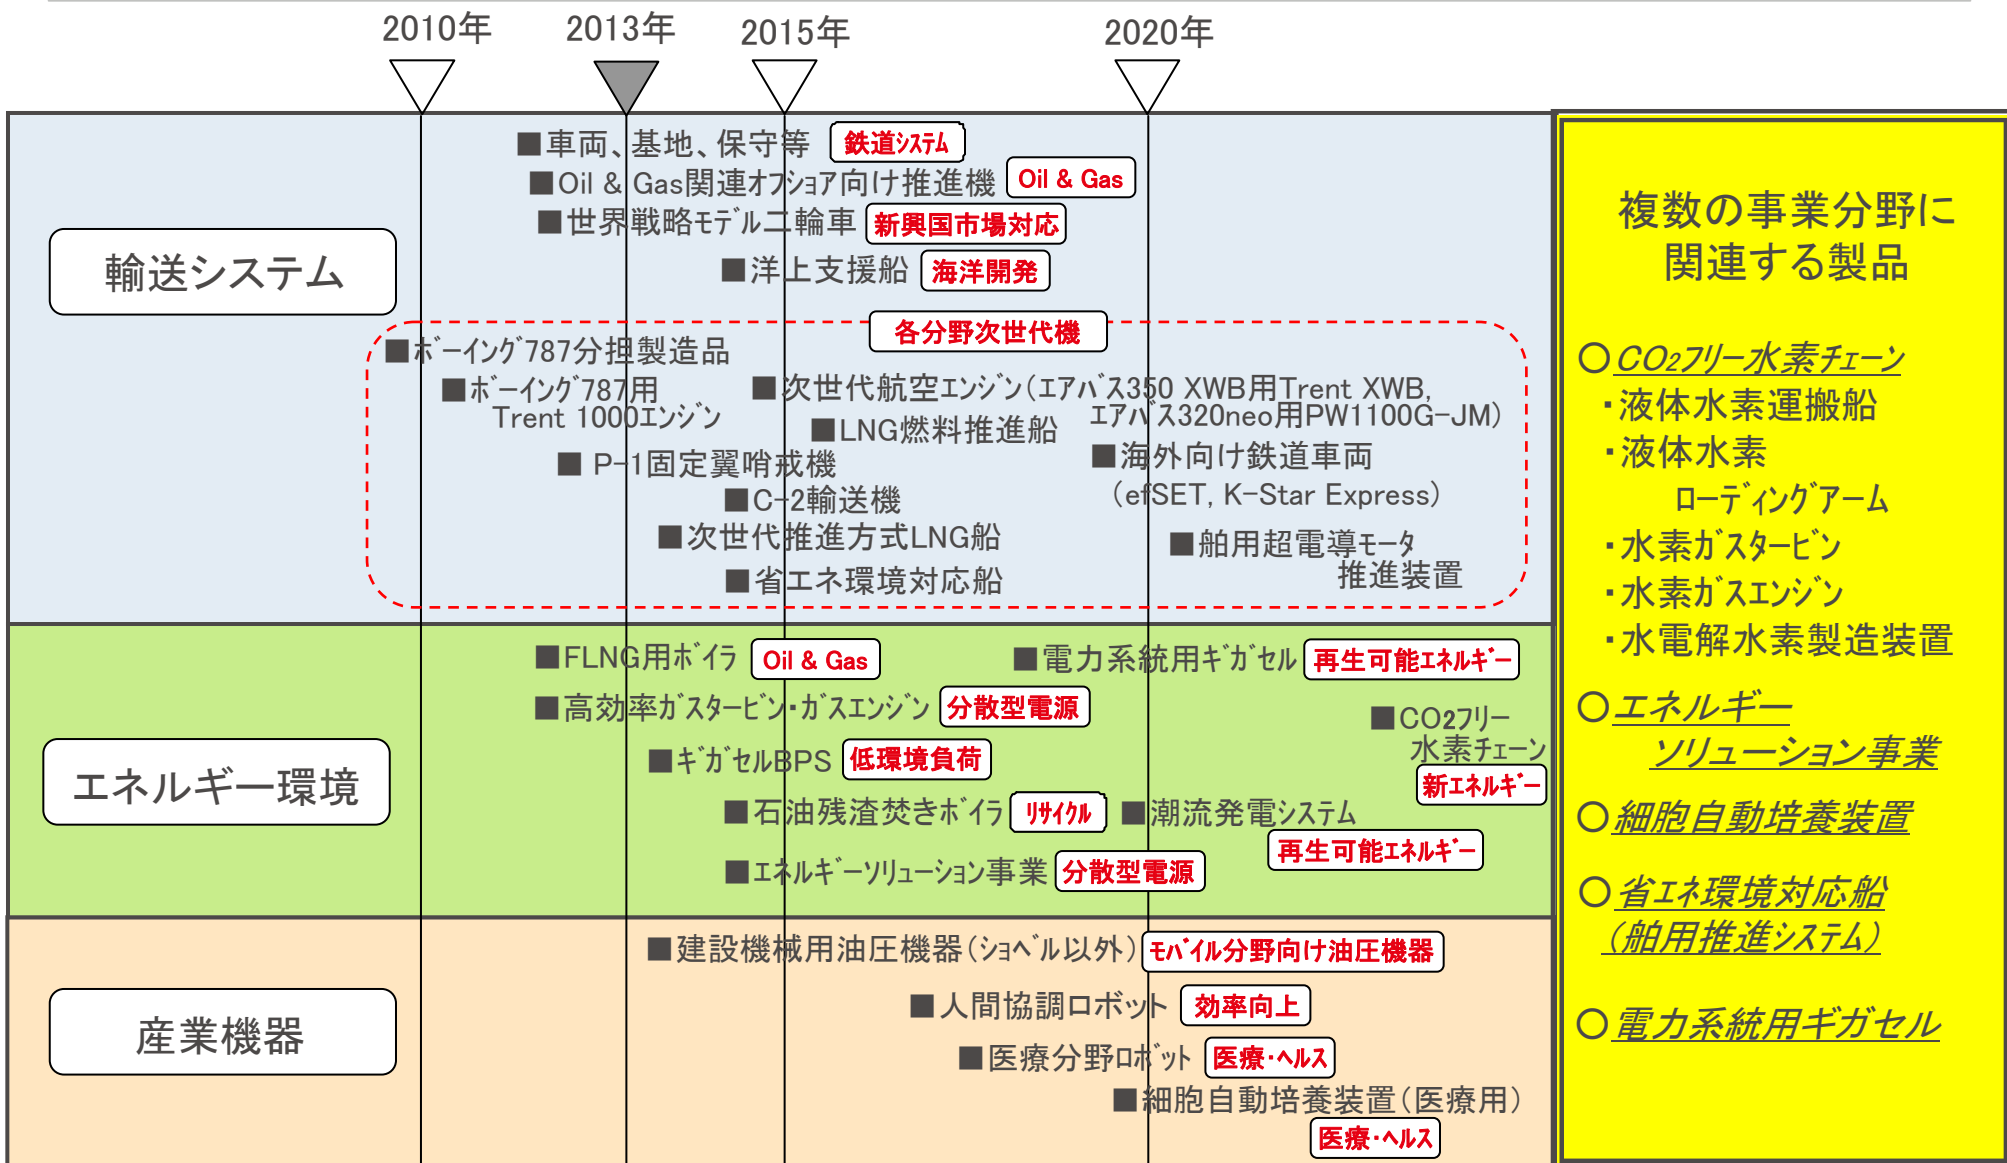 2010年 2013年 2015年 2020年
輸送システム
■車両、基地、保守等 鉄道システム
■Oil & Gas関連オフショア向け推進機 Oil & Gas
■世界戦略モデル二輪車 新興国市場対応
■洋上支援船 海洋開発
各分野次世代機
■ボーイング787分担製造品
■ボーイング787用
Trent 1000エンジン
■次世代航空エンジン(エアバス350 XWB用Trent XWB,
エアバス320neo用PW1100G-JM)
■LNG燃料推進船
■ P-1固定翼哨戒機
■海外向け鉄道車両
(efSET, K-Star Express)
■C-2輸送機
■次世代推進方式LNG船
■舶用超電導モータ
推進装置
■省エネ環境対応船
エネルギー環境
■FLNG用ボイラ Oil & Gas
■電力系統用ギガセル 再生可能エネルギー
■高効率ガスタービン・ガスエンジン 分散型電源
■CO2フリー
水素チェーン
新エネルギー
■ギガセルBPS 低環境負荷
■石油残渣焚きボイラ リサイクル
■潮流発電システム
再生可能エネルギー
■エネルギーソリューション事業 分散型電源
産業機器
■建設機械用油圧機器(ショベル以外) モバイル分野向け油圧機器
■人間協調ロボット 効率向上
■医療分野ロボット 医療・ヘルス
■細胞自動培養装置(医療用)
医療・ヘルス
複数の事業分野に
関連する製品
○CO2フリー水素チェーン
・液体水素運搬船
・液体水素
ローディングアーム
・水素ガスタービン
・水素ガスエンジン
・水電解水素製造装置
○エネルギー
ソリューション事業
○細胞自動培養装置
○省エネ環境対応船
(舶用推進システム)
○電力系統用ギガセル